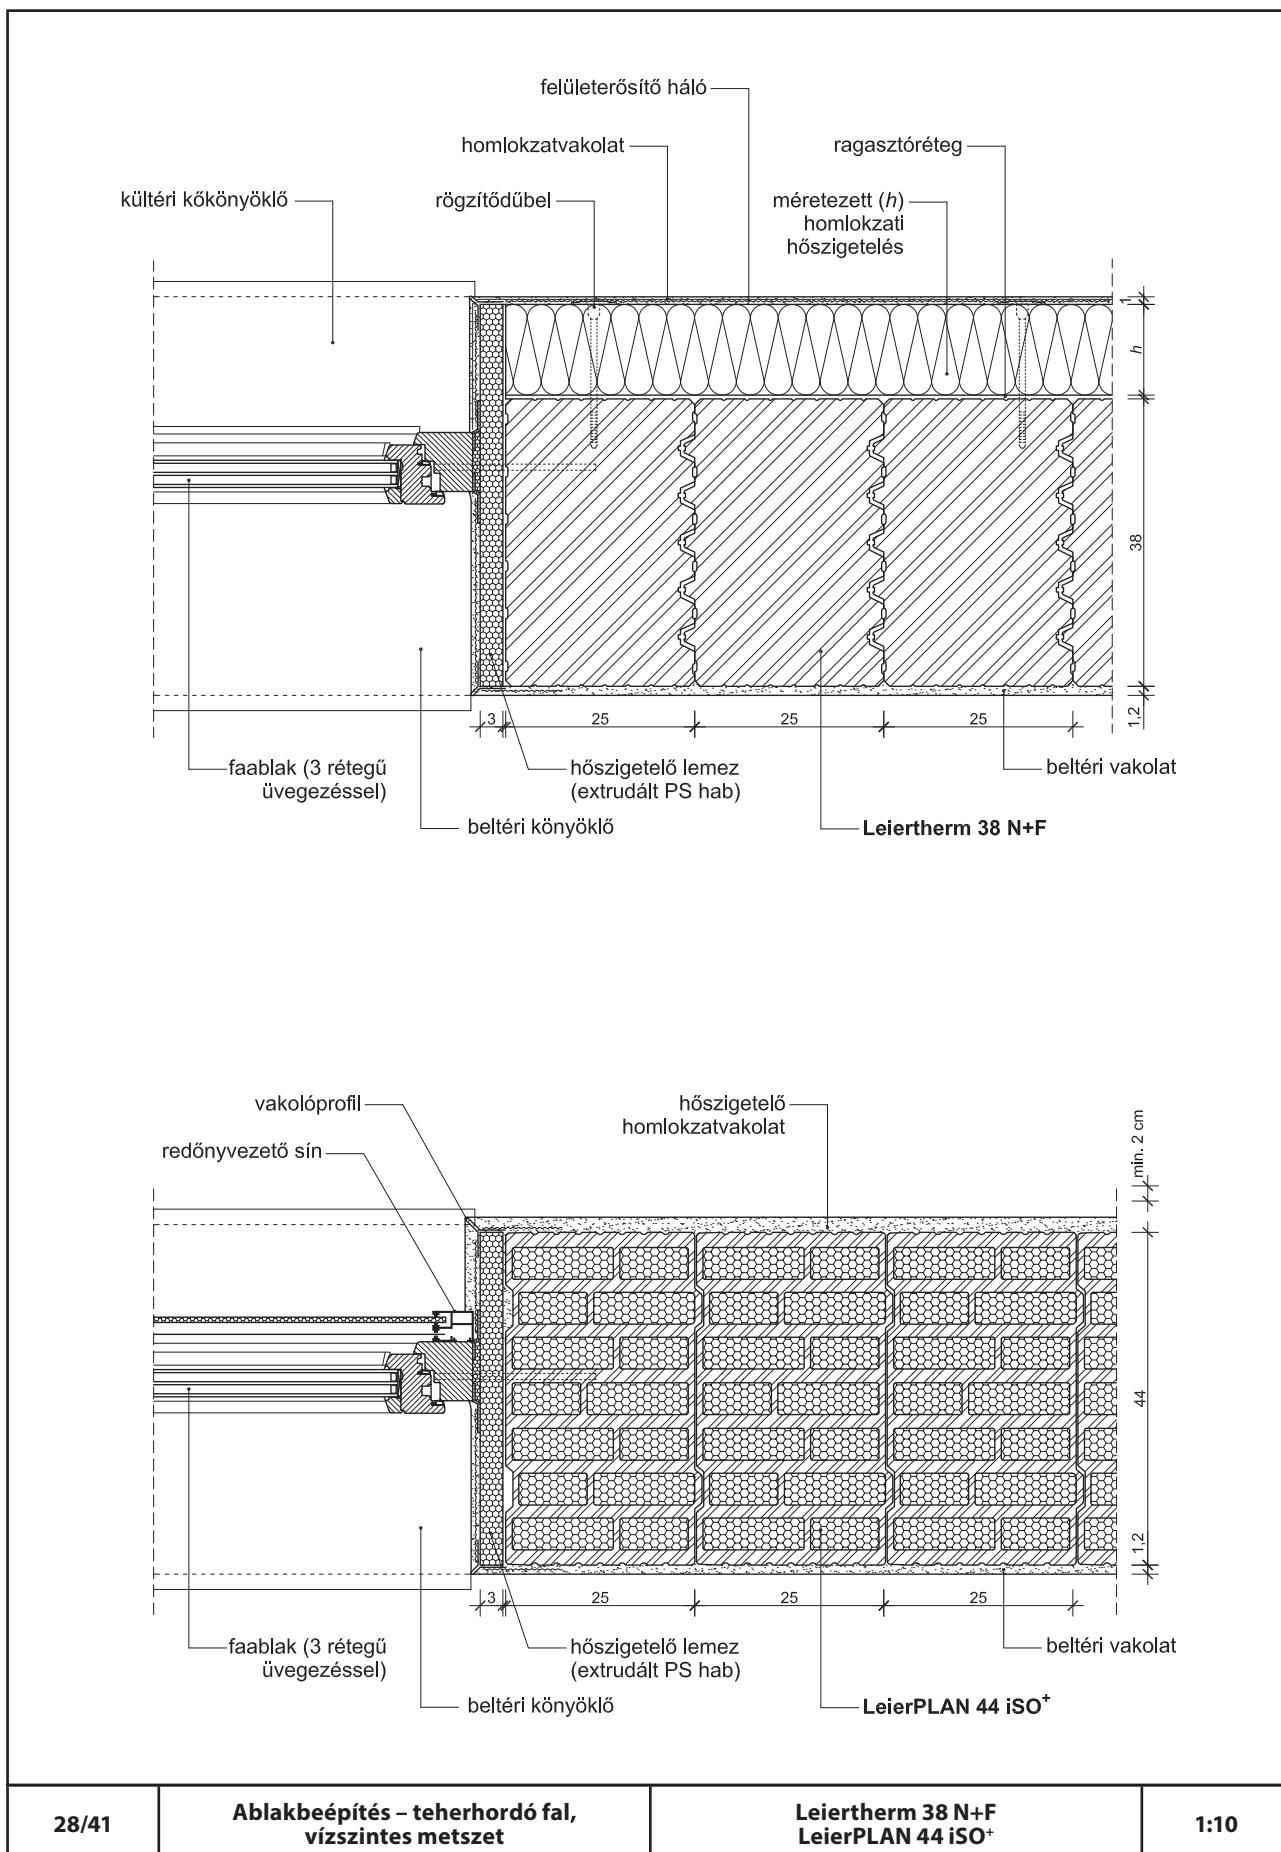 felületerősítő háló
homlokzatvakolat
ragasztóréteg
kültéri kőkönyöklő
rögzítődűbel
méretezett (h)
homlokzati
hőszigetelés
1
h
38
1,2
3
25
25
25
faablak (3 rétegű
üvegezéssel)
hőszigetelő lemez
(extrudált PS hab)
beltéri vakolat
beltéri könyöklő
Leiertherm 38 N+F
vakolóprofil
hőszigetelő
homlokzatvakolat
redőnyvezető sín
min. 2 cm
44
1,2
3
25
25
25
faablak (3 rétegű
üvegezéssel)
hőszigetelő lemez
(extrudált PS hab)
beltéri vakolat
beltéri könyöklő
LeierPLAN 44 iSO⁺
28/41
Ablakbeépítés – teherhordó fal,
vízszintes metszet
Leiertherm 38 N+F
LeierPLAN 44 iSO⁺
1:10